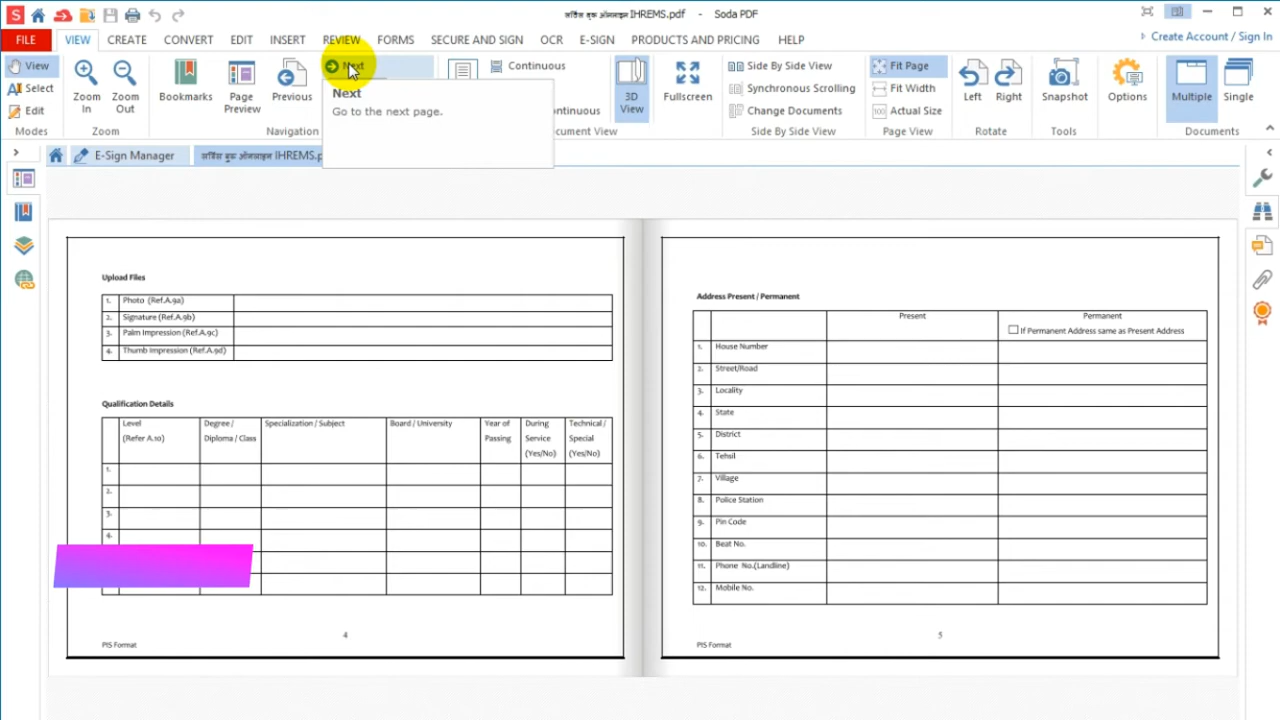 सर्विस बुक ऑनलाइन IHREMS.pdf - Soda PDF
FILE VIEW CREATE CONVERT EDIT INSERT REVIEW FORMS SECURE AND SIGN OCR E-SIGN PRODUCTS AND PRICING HELP
Create Account / Sign In
View
Select
Edit
Modes
Zoom In
Zoom Out
Zoom
Bookmarks
Page Preview
Previous
Next
Navigation
Next
Go to the next page.
Continuous
3D View
Fullscreen
Side By Side View
Synchronous Scrolling
Change Documents
Side By Side View
Fit Page
Fit Width
Actual Size
Page View
Left
Right
Rotate
Snapshot
Tools
Options
Multiple
Single
Documents
E-Sign Manager
सर्विस बुक ऑनलाइन IHREMS.p
Upload Files
1. Photo (Ref.A.9a)
2. Signature (Ref.A.9b)
3. Palm Impression (Ref.A.9c)
4. Thumb Impression (Ref.A.9d)
Qualification Details
Level (Refer A.10)
Degree / Diploma / Class
Specialization / Subject
Board / University
Year of Passing
During Service (Yes/No)
Technical / Special (Yes/No)
1.
2.
3.
4.
4
PIS Format
Address Present / Permanent
Present
Permanent
If Permanent Address same as Present Address
1. House Number
2. Street/Road
3. Locality
4. State
5. District
6. Tehsil
7. Village
8. Police Station
9. Pin Code
10. Beat No.
11. Phone No.(Landline)
12. Mobile No.
5
PIS Format